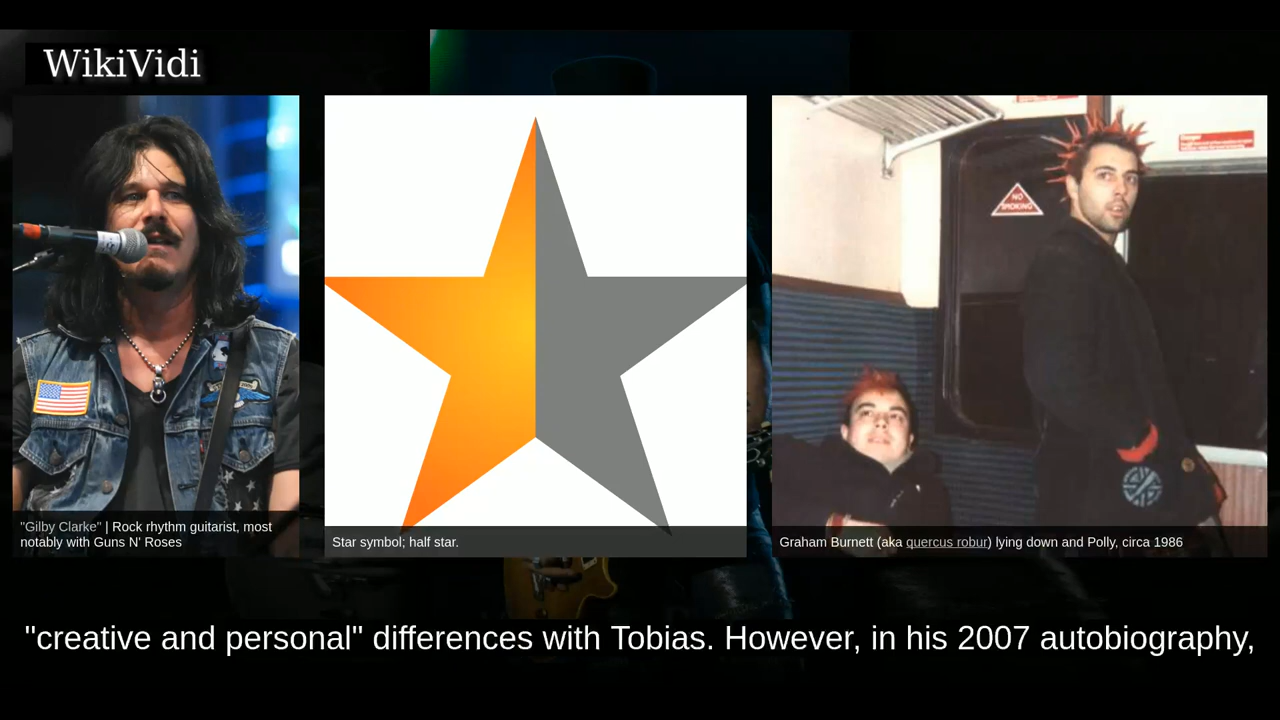 WikiVidi
NO
SMOKING
Danger
"Gilby Clarke" | Rock rhythm guitarist, most
notably with Guns N' Roses
Star symbol; half star.
Graham Burnett (aka quercus robur) lying down and Polly, circa 1986
"creative and personal" differences with Tobias. However, in his 2007 autobiography,